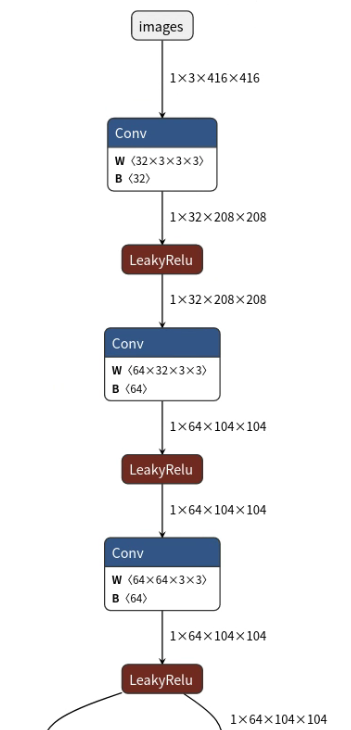 images
1×3×416×416
Conv
W ⟨32×3×3×3⟩
B ⟨32⟩
1×32×208×208
LeakyRelu
1×32×208×208
Conv
W ⟨64×32×3×3⟩
B ⟨64⟩
1×64×104×104
LeakyRelu
1×64×104×104
Conv
W ⟨64×64×3×3⟩
B ⟨64⟩
1×64×104×104
LeakyRelu
1×64×104×104